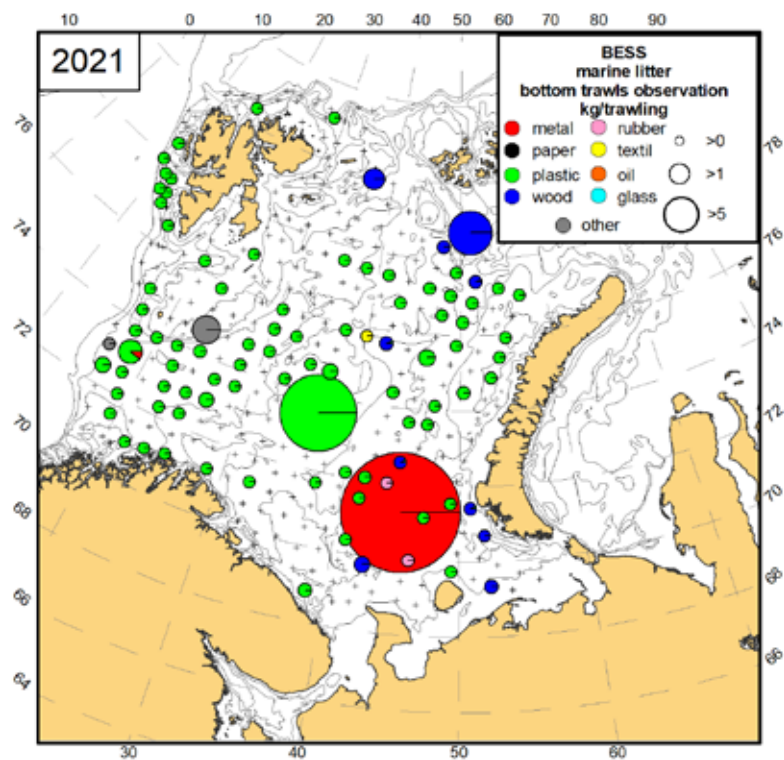 10 0 10 20 30 40 50 60 70 80 90
2021
BESS
marine litter
bottom trawls observation
kg/trawling
metal rubber >0
paper textil
plastic oil >1
wood glass
other >5
76
74
72
70
68
66
64
78
76
74
72
70
68
66
30 40 50 60